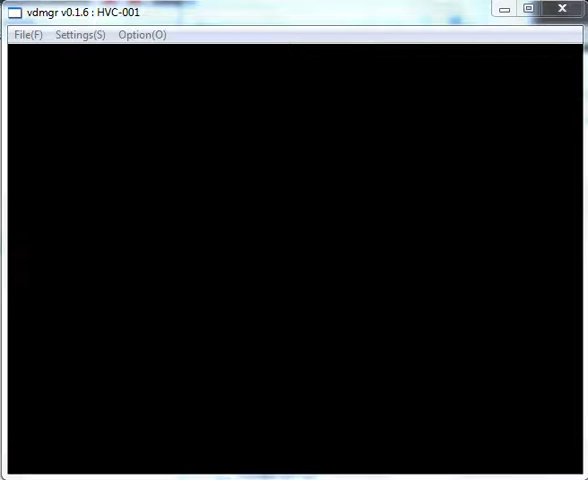 vdmgr v0.1.6 : HVC-001
File(F) Settings(S) Option(O)